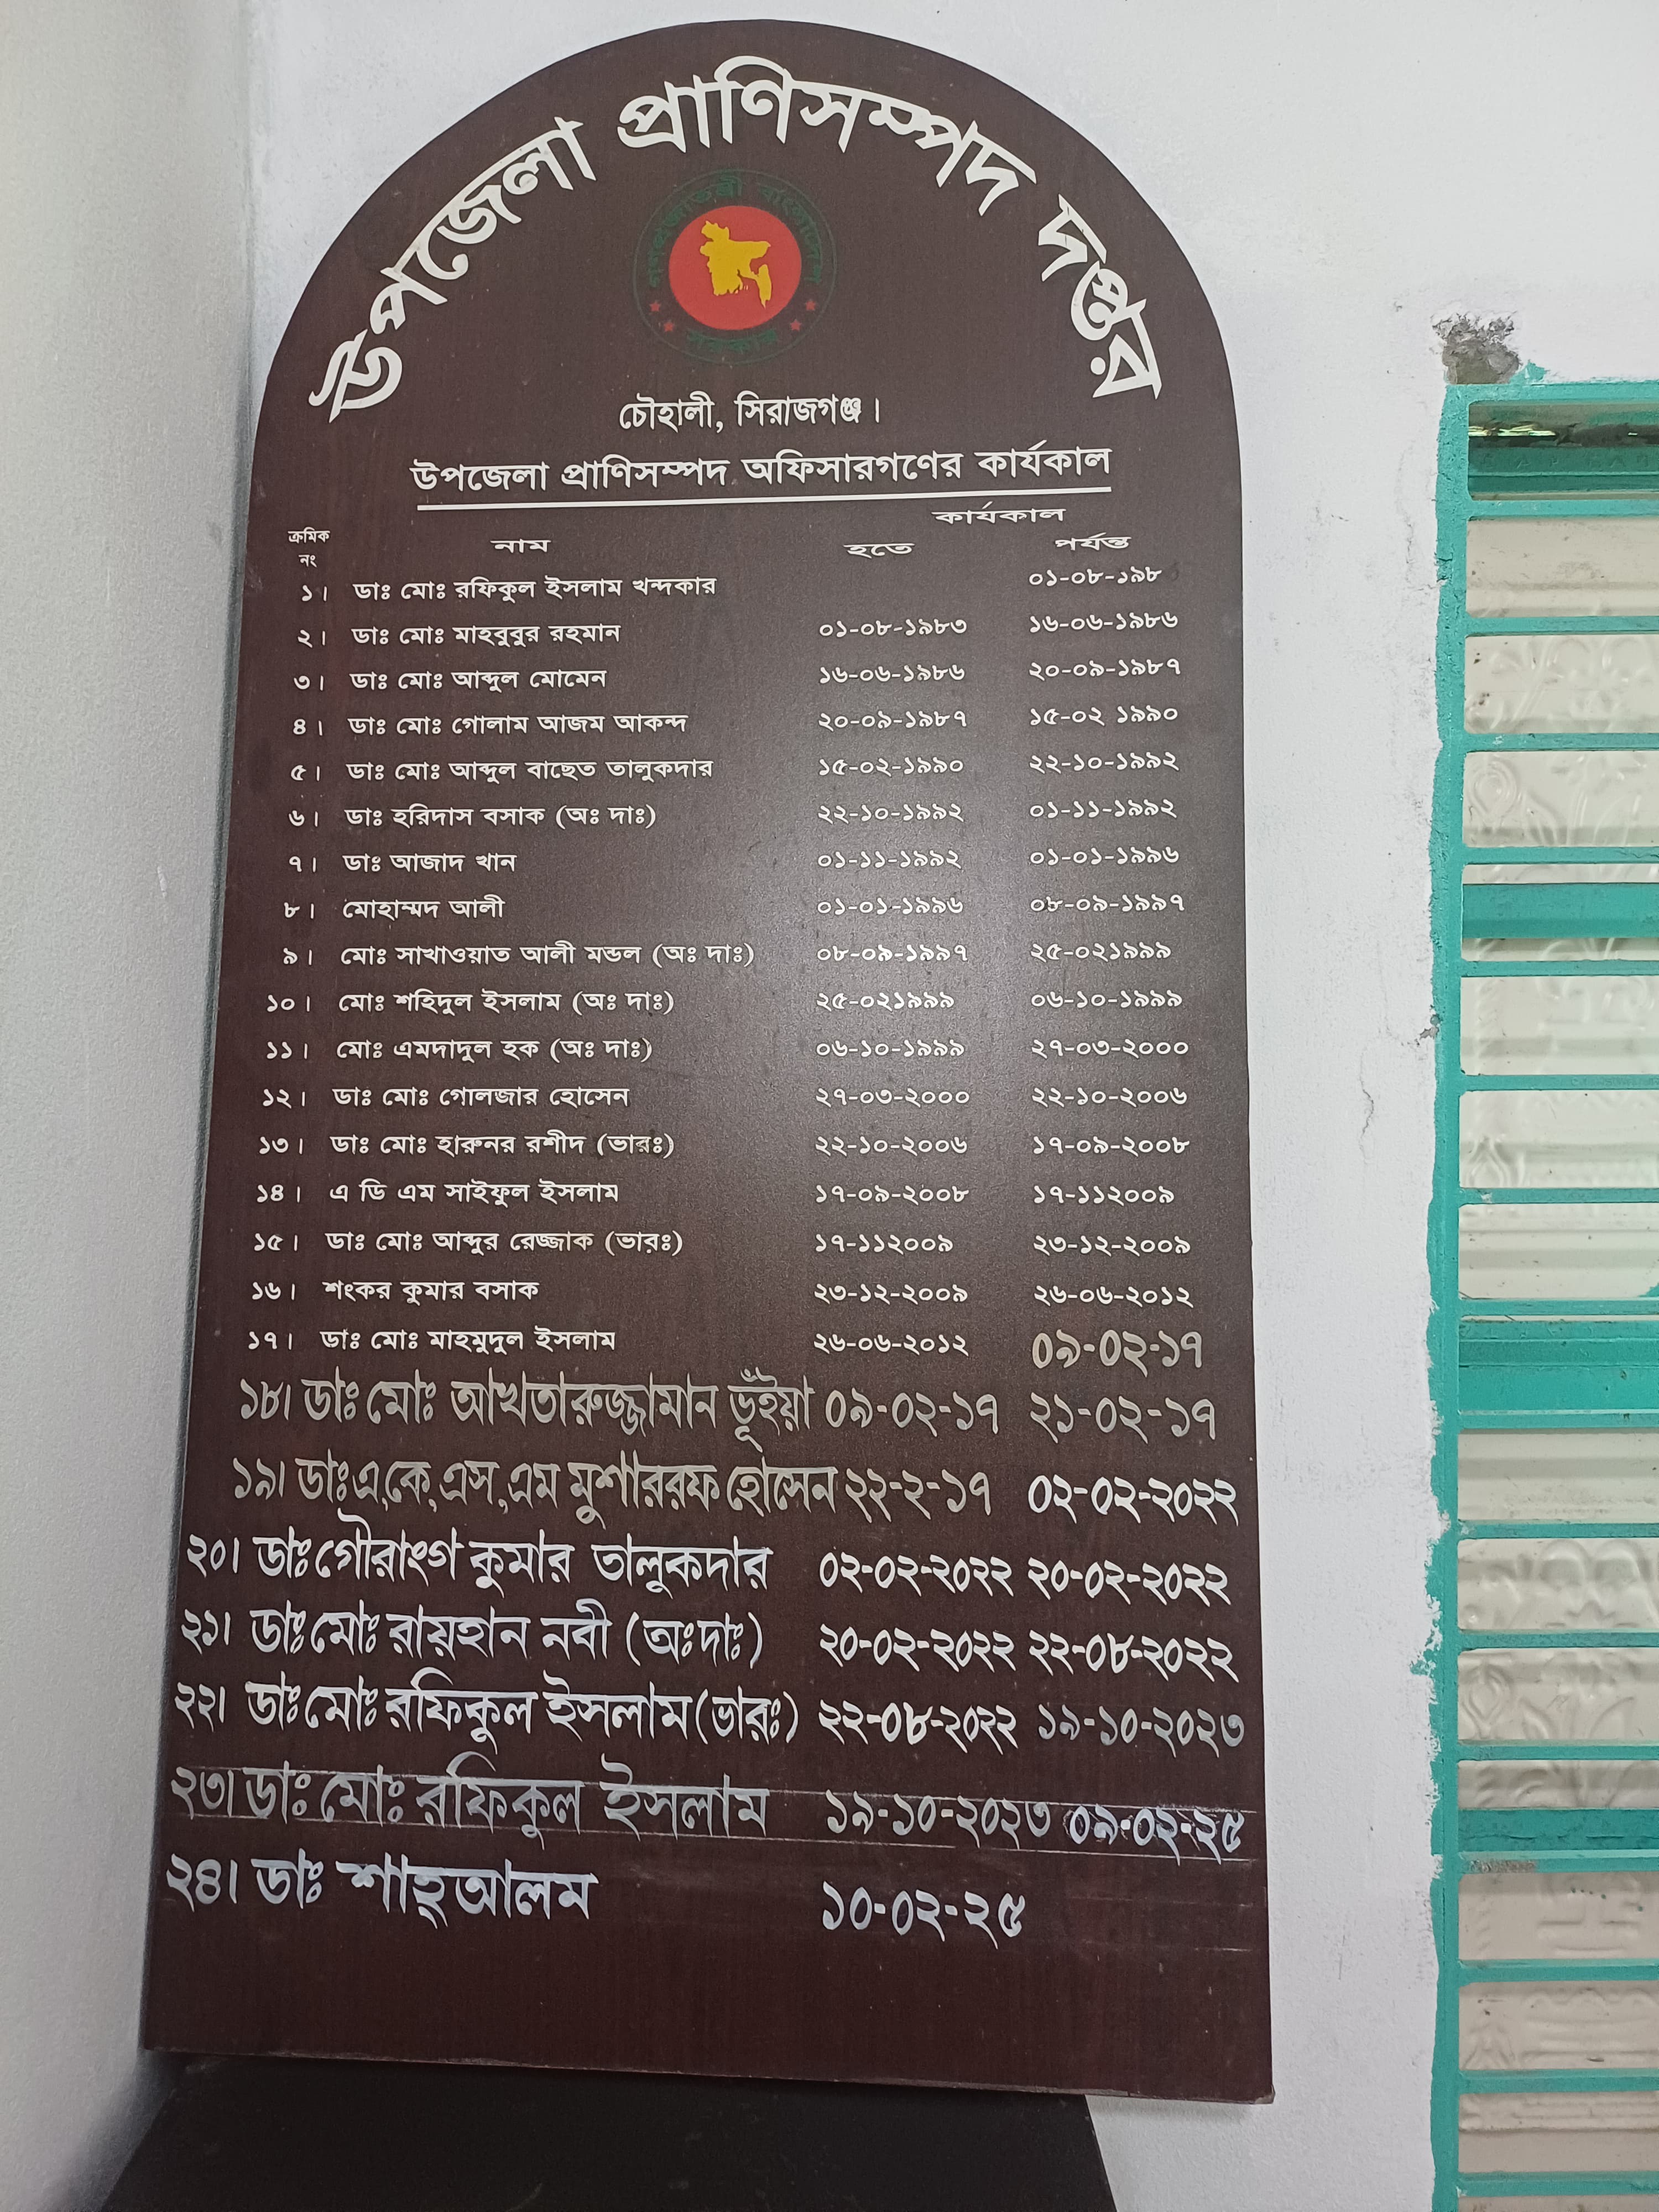 উপজেলা প্রাণিসম্পদ দপ্তর
গণপ্রজাতন্ত্রী বাংলাদেশ
সরকার
চৌহালী, সিরাজগঞ্জ।
উপজেলা প্রাণিসম্পদ অফিসারগণের কার্যকাল
কার্যকাল
ক্রমিক নং নাম হতে পর্যন্ত
১। ডাঃ মোঃ রফিকুল ইসলাম খন্দকার ০১-০৮-১৯৮
২। ডাঃ মোঃ মাহবুবুর রহমান ০১-০৮-১৯৮৩ ১৬-০৬-১৯৮৬
৩। ডাঃ মোঃ আব্দুল মোমেন ১৬-০৬-১৯৮৬ ২০-০৯-১৯৮৭
৪। ডাঃ মোঃ গোলাম আজম আকন্দ ২০-০৯-১৯৮৭ ১৫-০২ ১৯৯০
৫। ডাঃ মোঃ আব্দুল বাছেত তালুকদার ১৫-০২-১৯৯০ ২২-১০-১৯৯২
৬। ডাঃ হরিদাস বসাক (অঃ দাঃ) ২২-১০-১৯৯২ ০১-১১-১৯৯২
৭। ডাঃ আজাদ খান ০১-১১-১৯৯২ ০১-০১-১৯৯৬
৮। মোহাম্মদ আলী ০১-০১-১৯৯৬ ০৮-০৯-১৯৯৭
৯। মোঃ সাখাওয়াত আলী মন্ডল (অঃ দাঃ) ০৮-০৯-১৯৯৭ ২৫-০২১৯৯৯
১০। মোঃ শহিদুল ইসলাম (অঃ দাঃ) ২৫-০২১৯৯৯ ০৬-১০-১৯৯৯
১১। মোঃ এমদাদুল হক (অঃ দাঃ) ০৬-১০-১৯৯৯ ২৭-০৩-২০০০
১২। ডাঃ মোঃ গোলজার হোসেন ২৭-০৩-২০০০ ২২-১০-২০০৬
১৩। ডাঃ মোঃ হারুনর রশীদ (ভারঃ) ২২-১০-২০০৬ ১৭-০৯-২০০৮
১৪। এ ডি এম সাইফুল ইসলাম ১৭-০৯-২০০৮ ১৭-১১২০০৯
১৫। ডাঃ মোঃ আব্দুর রেজ্জাক (ভারঃ) ১৭-১১২০০৯ ২৩-১২-২০০৯
১৬। শংকর কুমার বসাক ২৩-১২-২০০৯ ২৬-০৬-২০১২
১৭। ডাঃ মোঃ মাহমুদুল ইসলাম ২৬-০৬-২০১২ ০৯-০২-১৭
১৮। ডাঃ মোঃ আখতারুজ্জামান ভূঁইয়া ০৯-০২-১৭ ২১-০২-১৭
১৯। ডাঃ এ,কে,এস,এম মুশাররফ হোসেন ২২-২-১৭ ০২-০২-২০২২
২০। ডাঃ গৌরাংগ কুমার তালুকদার ০২-০২-২০২২ ২০-০২-২০২২
২১। ডাঃ মোঃ রায়হান নবী (অঃদাঃ) ২০-০২-২০২২ ২২-০৮-২০২২
২২। ডাঃ মোঃ রফিকুল ইসলাম (ভারঃ) ২২-০৮-২০২২ ১৯-১০-২০২৩
২৩। ডাঃ মোঃ রফিকুল ইসলাম ১৯-১০-২০২৩ ০৯-০২-২৫
২৪। ডাঃ শাহ্আলম ১০-০২-২৫